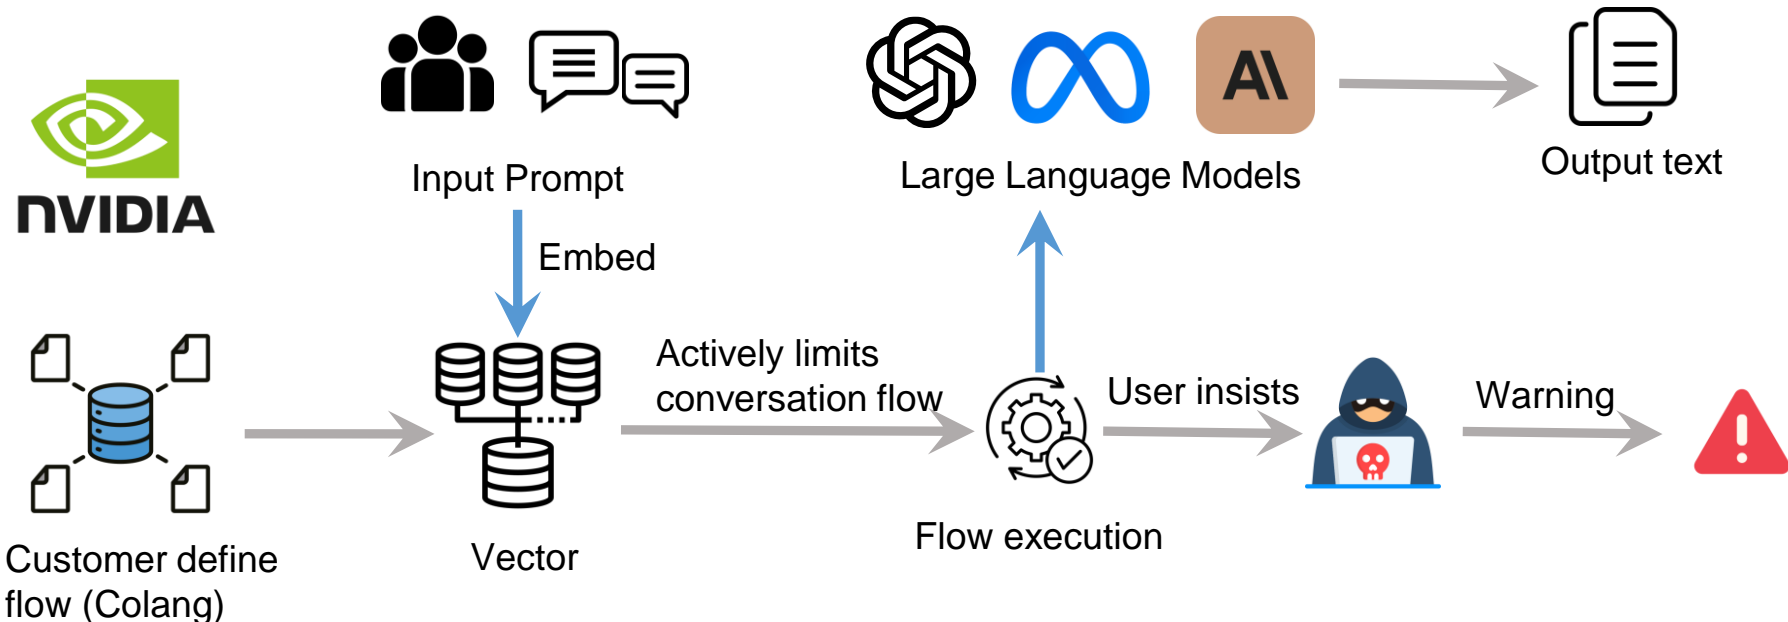 NVIDIA
Input Prompt
Large Language Models
Output text
Embed
Actively limits
conversation flow
User insists
Warning
Customer define
flow (Colang)
Vector
Flow execution